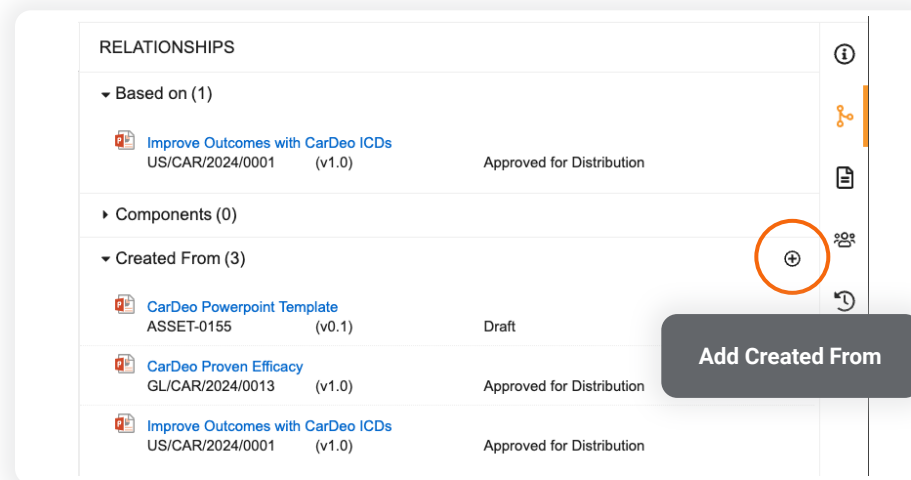 RELATIONSHIPS
Based on (1)
Improve Outcomes with CarDeo ICDs
US/CAR/2024/0001 (v1.0) Approved for Distribution
Components (0)
Created From (3)
CarDeo Powerpoint Template
ASSET-0155 (v0.1) Draft
Add Created From
CarDeo Proven Efficacy
GL/CAR/2024/0013 (v1.0) Approved for Distribution
Improve Outcomes with CarDeo ICDs
US/CAR/2024/0001 (v1.0) Approved for Distribution